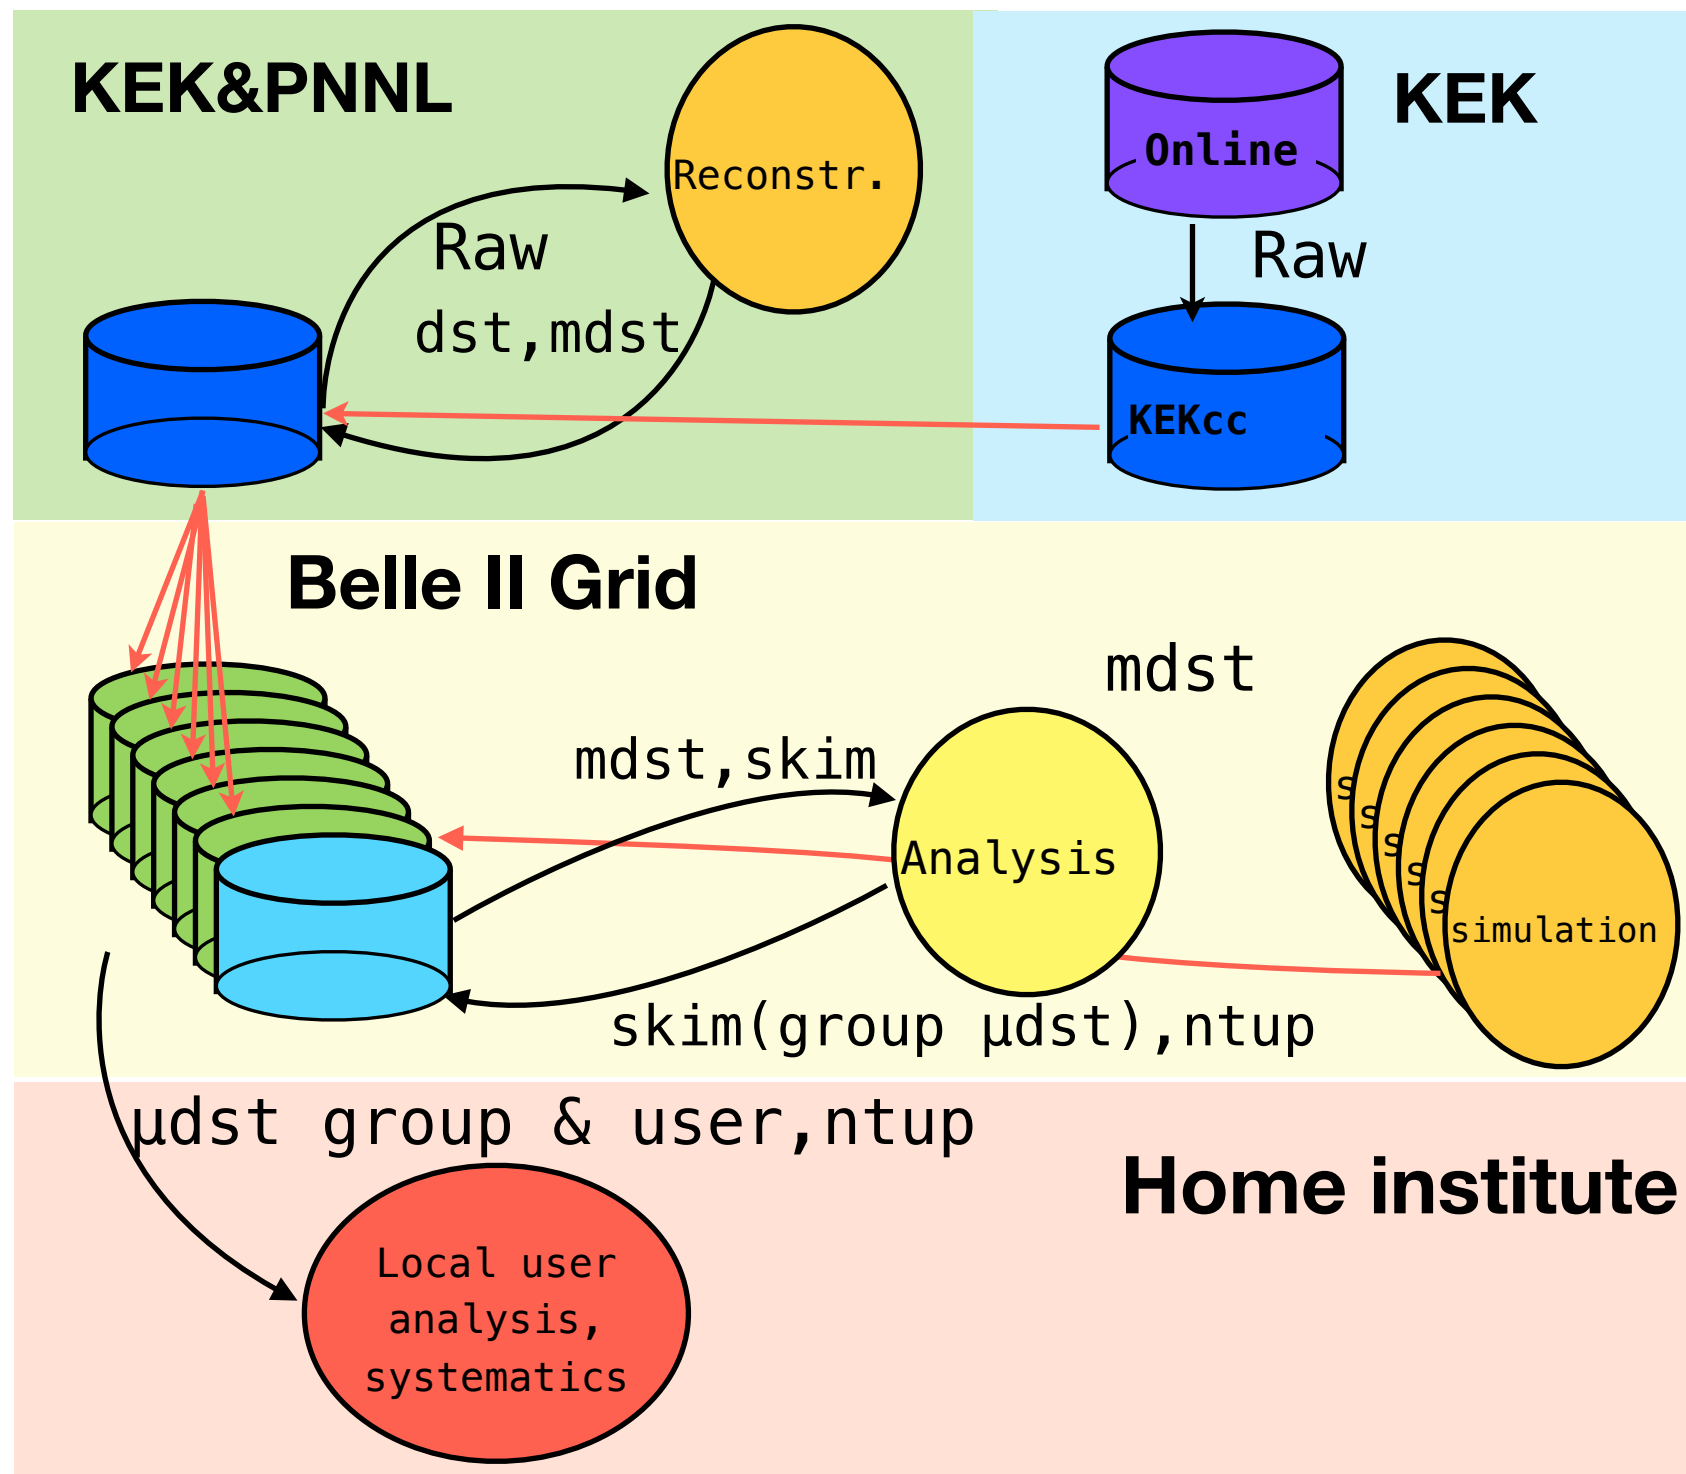 KEK&PNNL
Reconstr.
Raw
dst,mdst
KEK
Online
Raw
KEKcc
Belle II Grid
mdst
mdst,skim
Analysis
s
s
s
s
s
simulation
skim(group µdst),ntup
µdst group & user,ntup
Home institute
Local user
analysis,
systematics